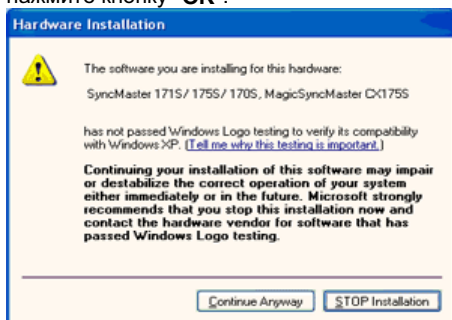 нажмите кнопку "OK".
Hardware Installation
The software you are installing for this hardware:
SyncMaster 171S/ 175S/ 170S, MagicSyncMaster CX175S
has not passed Windows Logo testing to verify its compatibility
with Windows XP. (Tell me why this testing is important.)
Continuing your installation of this software may impair
or destabilize the correct operation of your system
either immediately or in the future. Microsoft strongly
recommends that you stop this installation now and
contact the hardware vendor for software that has
passed Windows Logo testing.
Continue Anyway STOP Installation